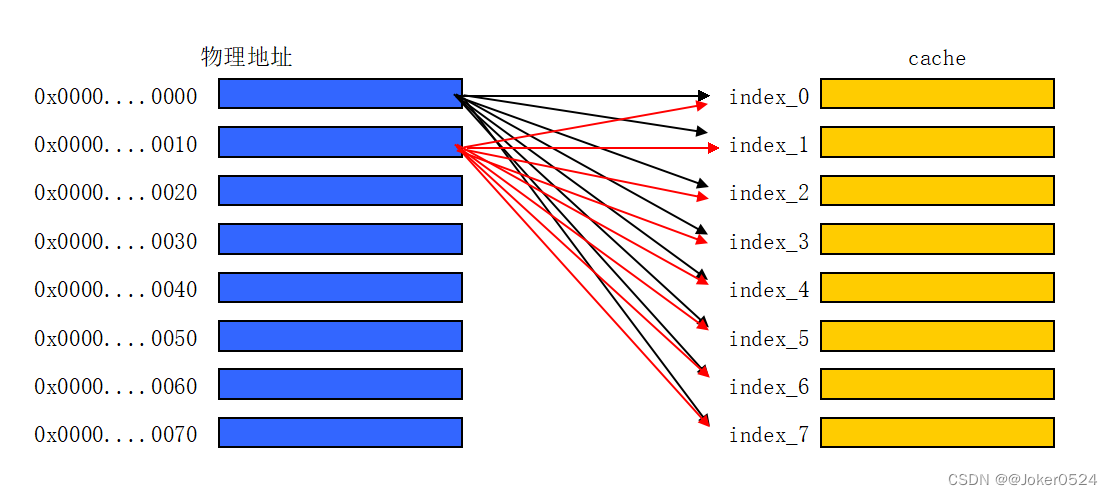 物理地址 cache
0x0000....0000 index_0
0x0000....0010 index_1
0x0000....0020 index_2
0x0000....0030 index_3
0x0000....0040 index_4
0x0000....0050 index_5
0x0000....0060 index_6
0x0000....0070 index_7
CSDN @@Joker0524